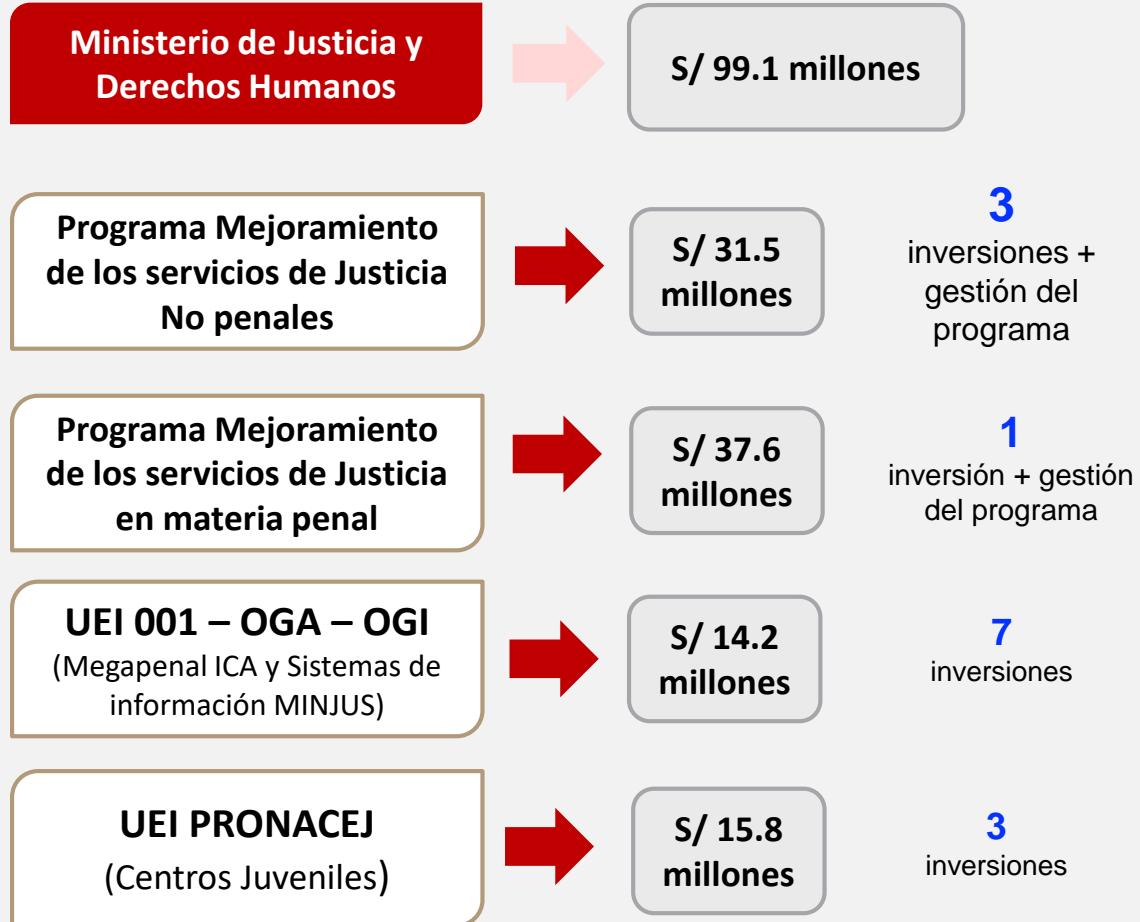 Ministerio de Justicia y
Derechos Humanos
S/ 99.1 millones
Programa Mejoramiento
de los servicios de Justicia
No penales
S/ 31.5
millones
3
inversiones +
gestión del
programa
Programa Mejoramiento
de los servicios de Justicia
en materia penal
S/ 37.6
millones
1
inversión + gestión
del programa
UEI 001 – OGA – OGI
(Megapenal ICA y Sistemas de
información MINJUS)
S/ 14.2
millones
7
inversiones
UEI PRONACEJ
(Centros Juveniles)
S/ 15.8
millones
3
inversiones